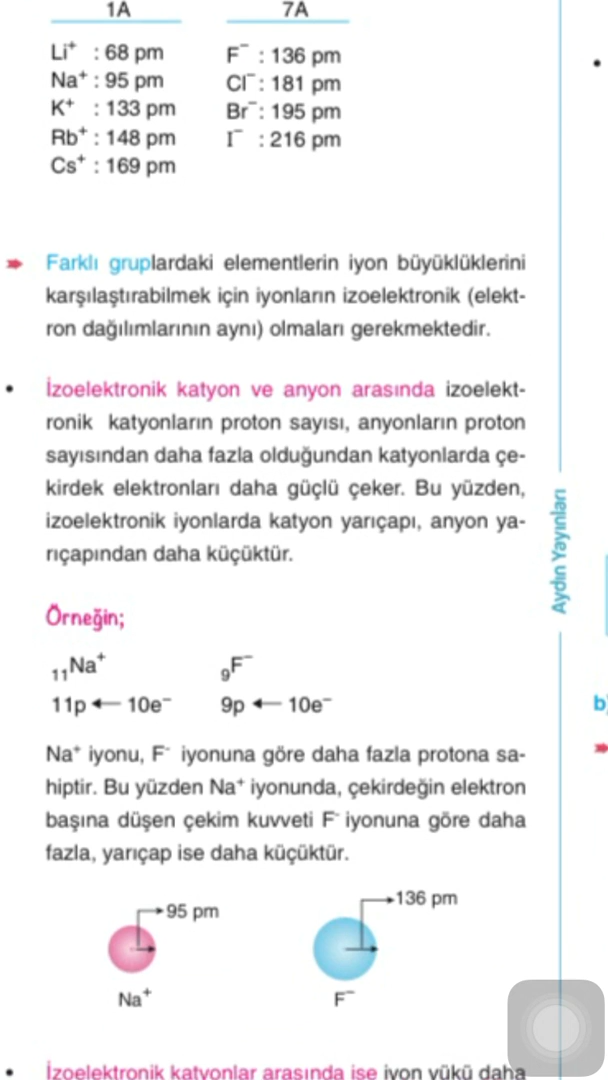 1A
7A
Li⁺ : 68 pm
F⁻ : 136 pm
Na⁺ : 95 pm
Cl⁻ : 181 pm
K⁺ : 133 pm
Br⁻ : 195 pm
Rb⁺ : 148 pm
I⁻ : 216 pm
Cs⁺ : 169 pm
Farklı gruplardaki elementlerin iyon büyüklüklerini
karşılaştırabilmek için iyonların izoelektronik (elekt-
ron dağılımlarının aynı) olmaları gerekmektedir.
• İzoelektronik katyon ve anyon arasında izoelekt-
ronik katyonların proton sayısı, anyonların proton
sayısından daha fazla olduğundan katyonlarda çe-
kirdek elektronları daha güçlü çeker. Bu yüzden,
izoelektronik iyonlarda katyon yarıçapı, anyon ya-
rıçapından daha küçüktür.
Örneğin;
₁₁Na⁺ ₉F⁻
11p ← 10e⁻ 9p ← 10e⁻
Na⁺ iyonu, F⁻ iyonuna göre daha fazla protona sa-
hiptir. Bu yüzden Na⁺ iyonunda, çekirdeğin elektron
başına düşen çekim kuvveti F⁻ iyonuna göre daha
fazla, yarıçap ise daha küçüktür.
95 pm
136 pm
Na⁺
F⁻
• İzoelektronik katyonlar arasında ise iyon yükü daha
Aydın Yayınları
b)